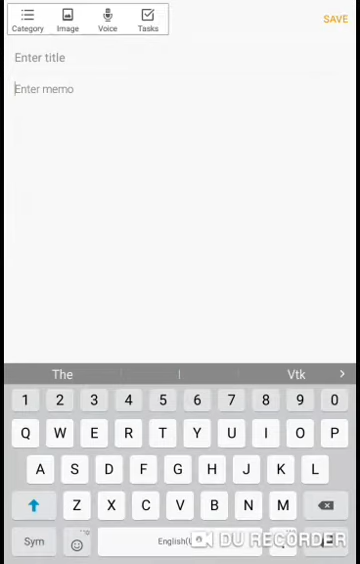 Category Image Voice Tasks
SAVE
Enter title
Enter memo
The Vtk
1 2 3 4 5 6 7 8 9 0
Q W E R T Y U I O P
A S D F G H J K L
Z X C V B N M
Sym
DU RECORDER